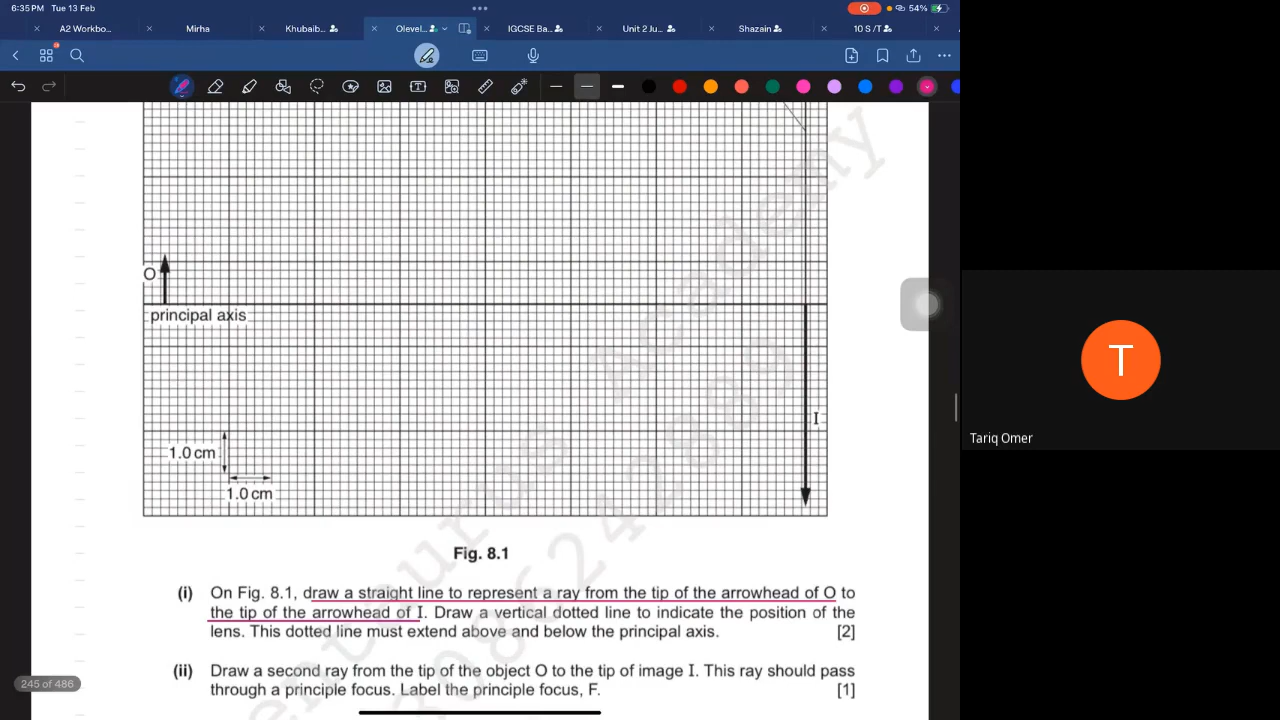 6:35 PM Tue 13 Feb
54%
A2 Workbo...
Mirha
Khubaib...
Olevel...
IGCSE Ba...
Unit 2 Ju...
Shazain...
10 S /T...
O
principal axis
I
1.0 cm
1.0 cm
Fig. 8.1
(i) On Fig. 8.1, draw a straight line to represent a ray from the tip of the arrowhead of O to
the tip of the arrowhead of I. Draw a vertical dotted line to indicate the position of the
lens. This dotted line must extend above and below the principal axis. [2]
(ii) Draw a second ray from the tip of the object O to the tip of image I. This ray should pass
through a principle focus. Label the principle focus, F. [1]
245 of 486
Academy
T
Tariq Omer